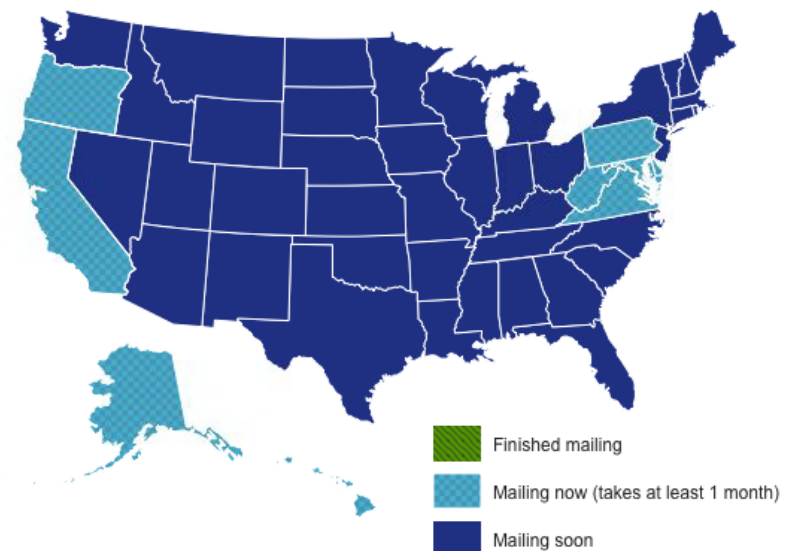 Finished mailing
Mailing now (takes at least 1 month)
Mailing soon